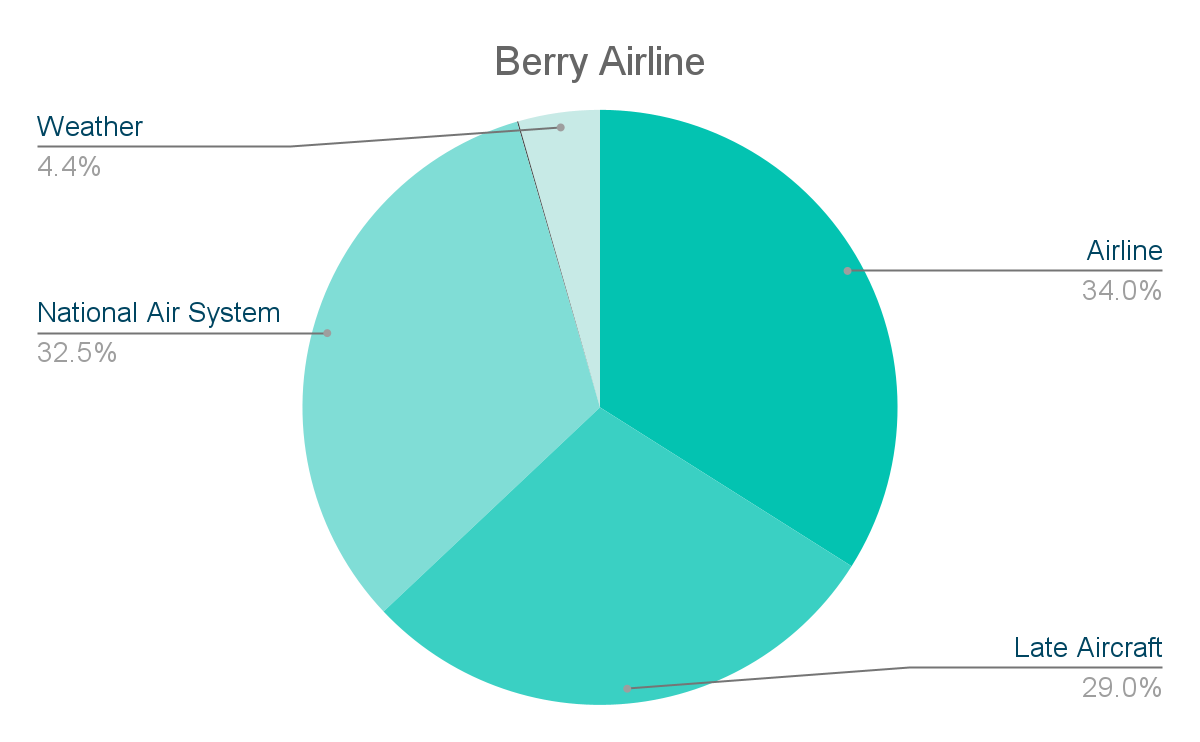 Berry Airline
Weather
4.4%
Airline
34.0%
National Air System
32.5%
Late Aircraft
29.0%